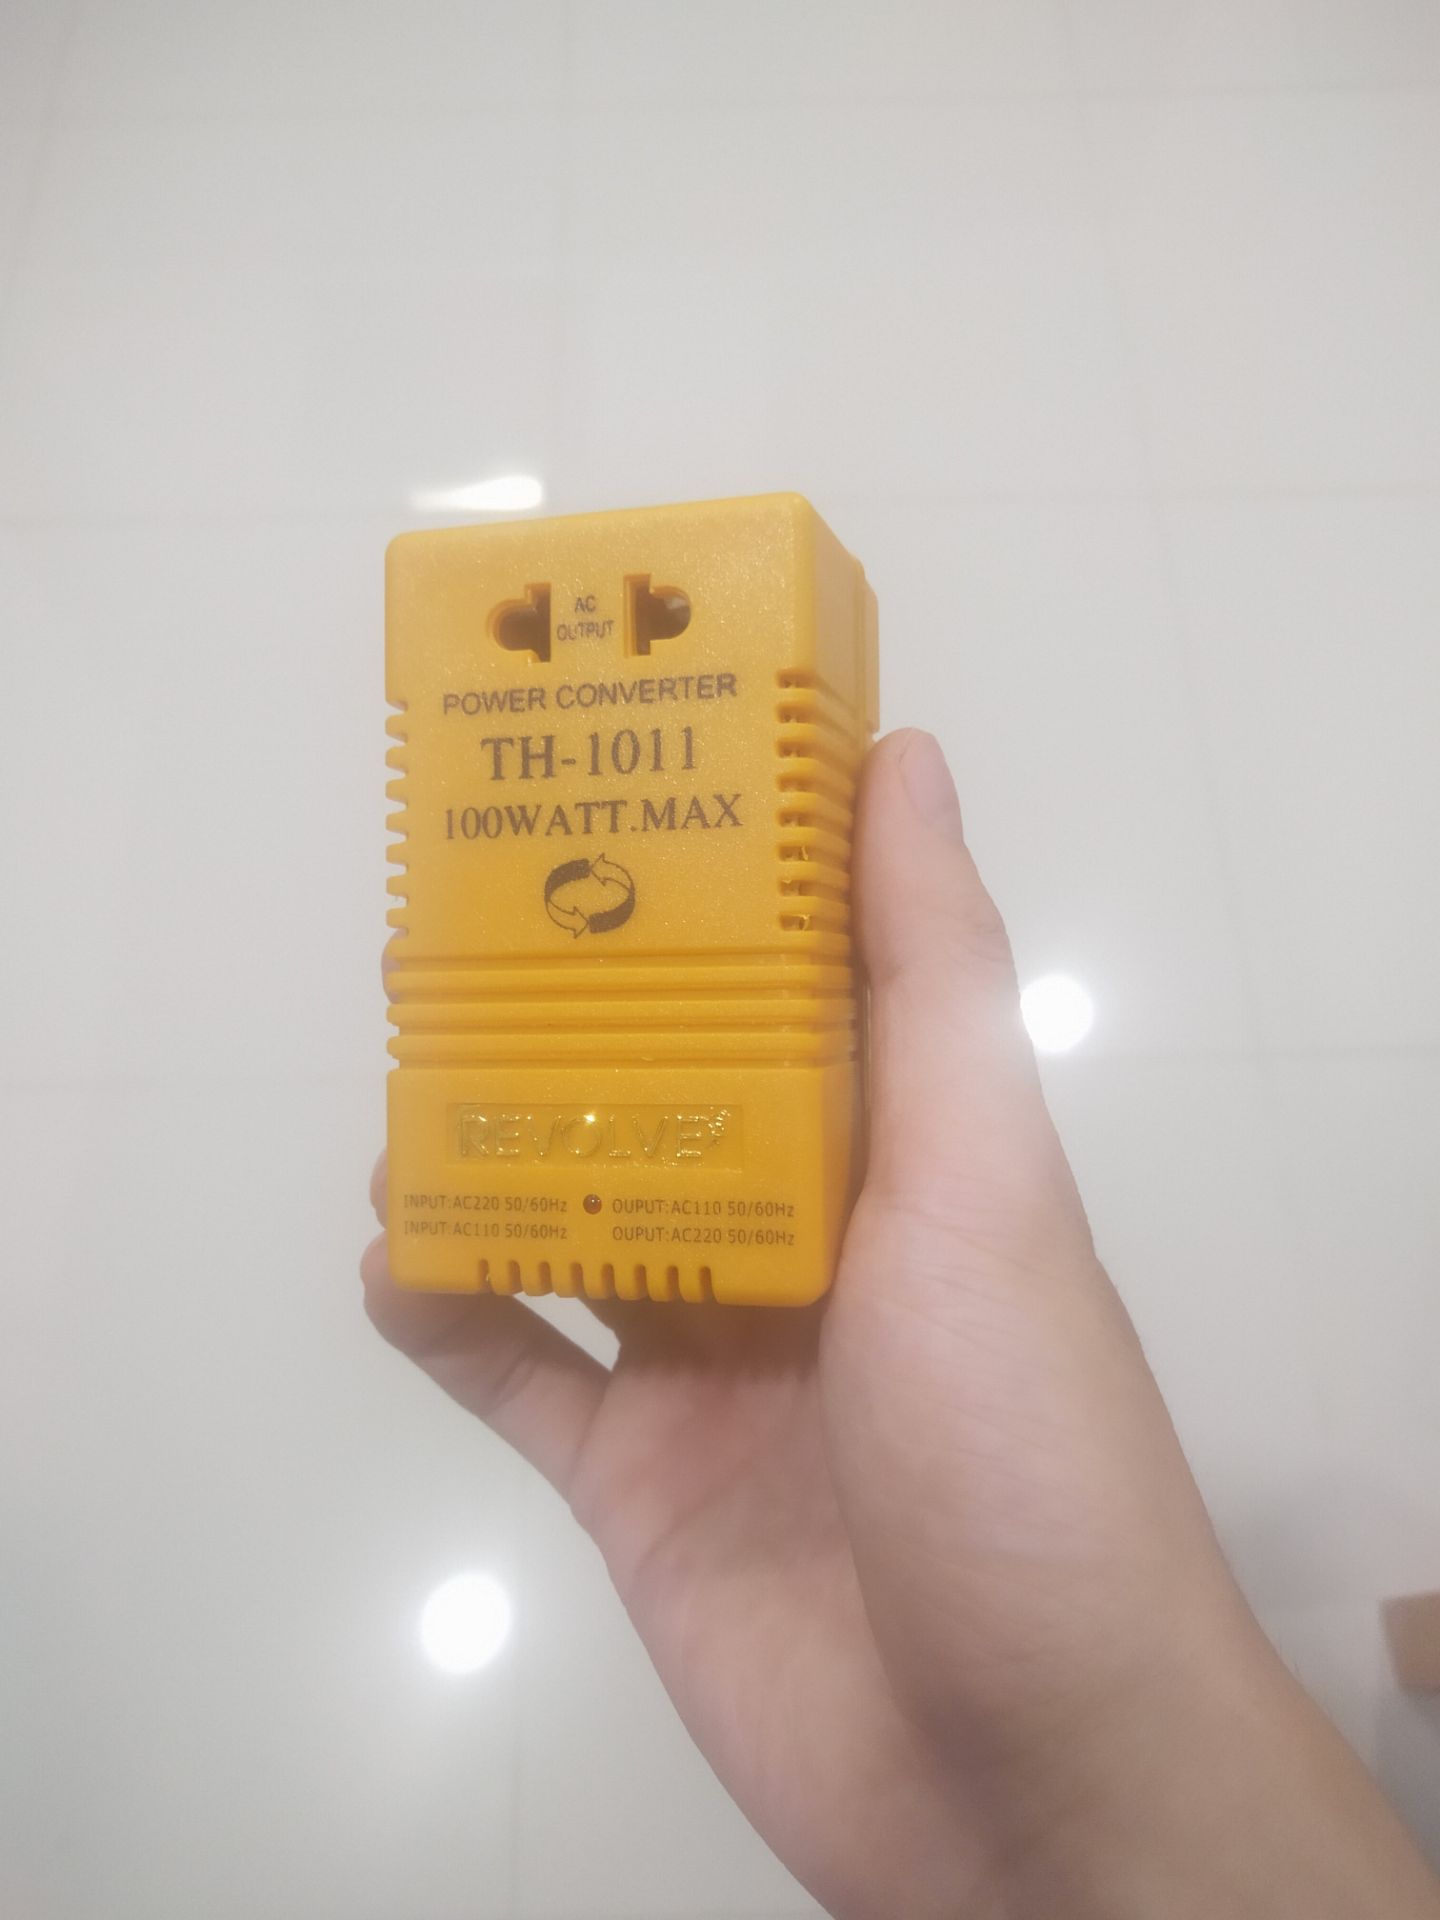 AC
OUTPUT
POWER CONVERTER
TH-1011
100WATT.MAX
REVOLVE
INPUT:AC220 50/60Hz OUPUT:AC110 50/60Hz
INPUT:AC110 50/60Hz OUPUT:AC220 50/60Hz